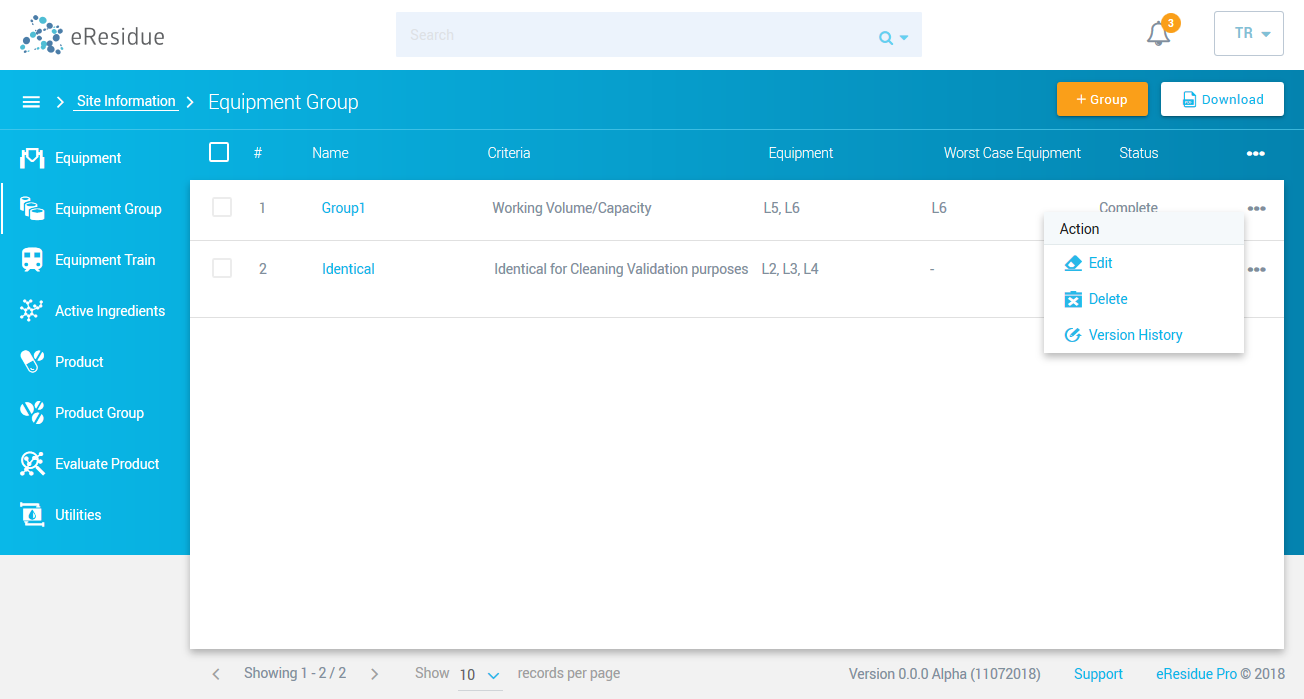 eResidue
Search
3
TR
Site Information
Equipment Group
+ Group
Download
Equipment
Equipment Group
Equipment Train
Active Ingredients
Product
Product Group
Evaluate Product
Utilities
# Name Criteria Equipment Worst Case Equipment Status
1 Group1 Working Volume/Capacity L5, L6 L6 Complete
2 Identical Identical for Cleaning Validation purposes L2, L3, L4 -
Action
Edit
Delete
Version History
Showing 1 - 2 / 2 Show 10 records per page Version 0.0.0 Alpha (11072018) Support eResidue Pro © 2018